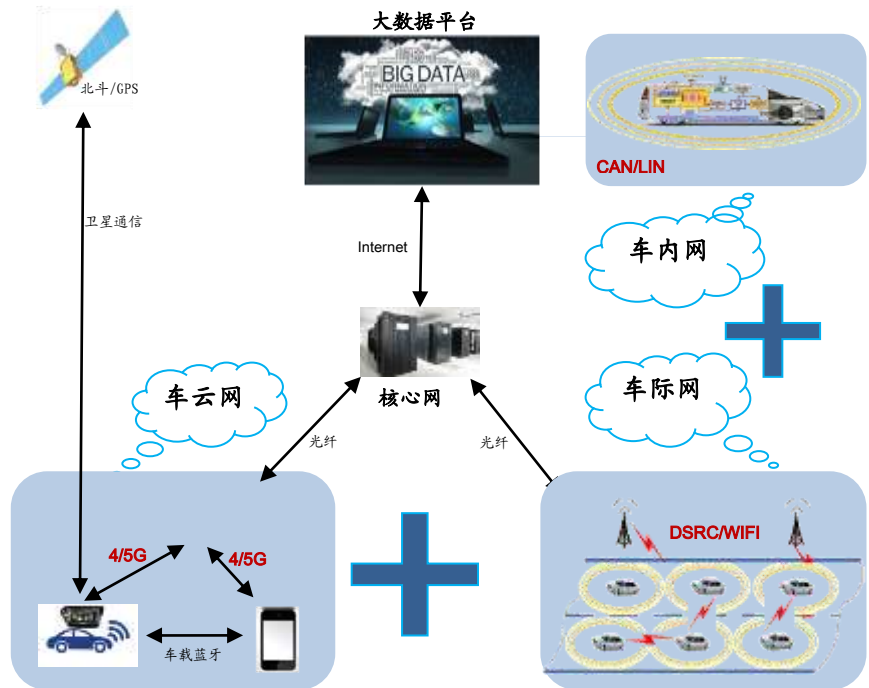 大数据平台
北斗/GPS
BIG DATA
INFORMATION
CAN/LIN
卫星通信
Internet
车内网
车云网
核心网
车际网
光纤
光纤
4/5G
4/5G
DSRC/WIFI
车载蓝牙